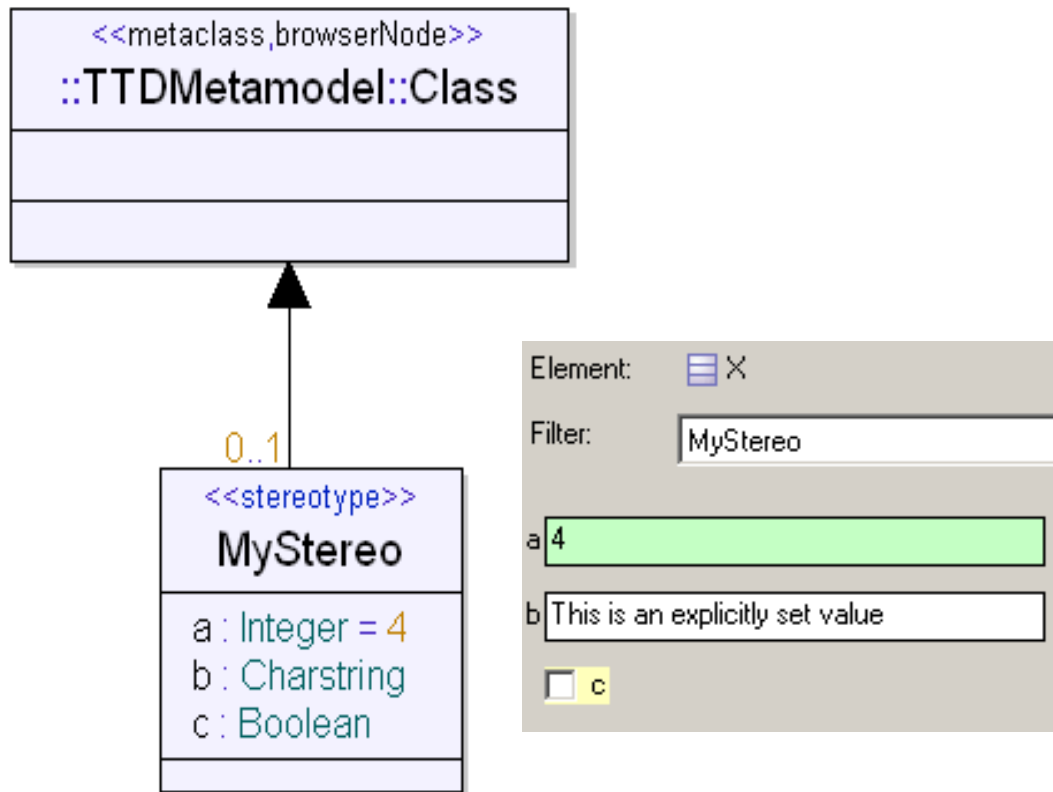 <<metaclass,browserNode>>
::TTDMetamodel::Class
0..1
<<stereotype>>
MyStereo
a : Integer = 4
b : Charstring
c : Boolean
Element: X
Filter: MyStereo
a 4
b This is an explicitly set value
c